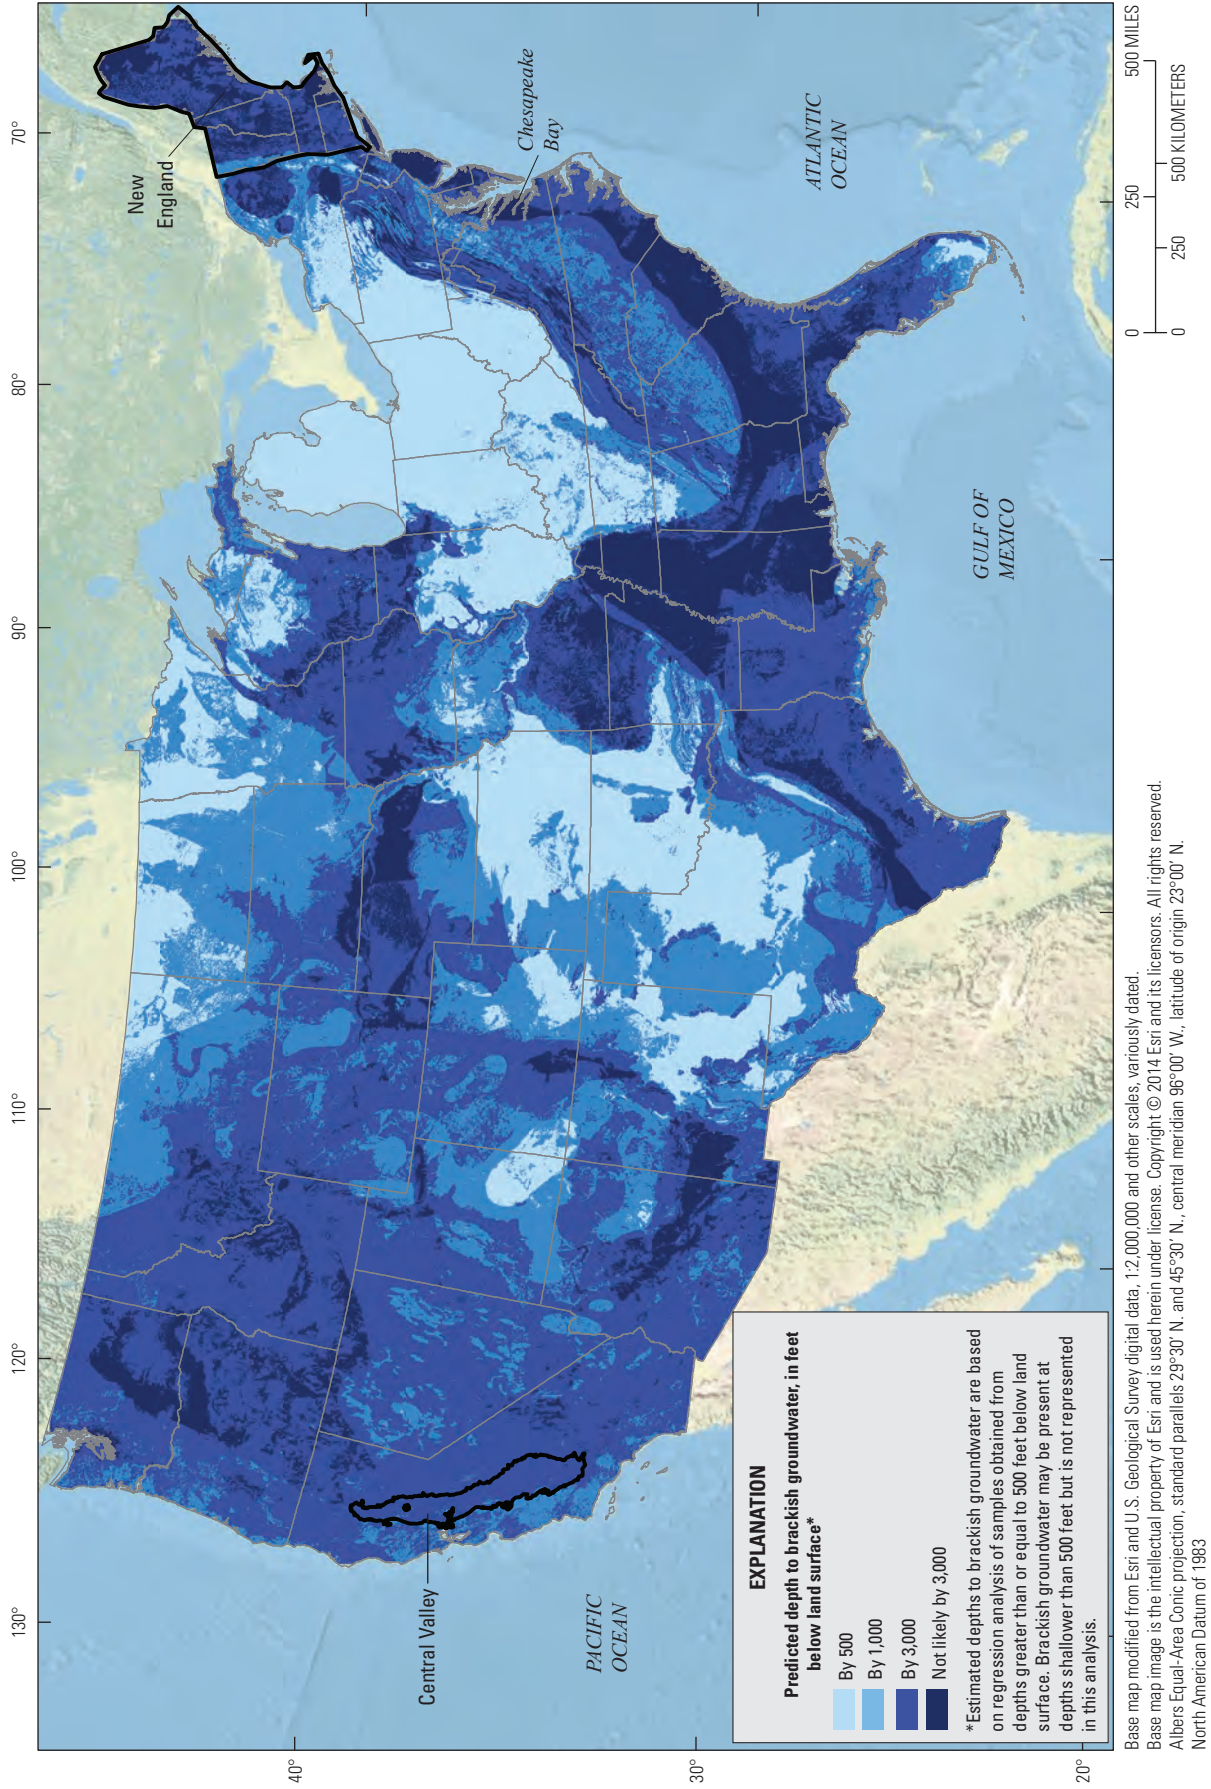 130°
120°
110°
100°
90°
80°
70°
40°
30°
20°
New
England
Chesapeake
Bay
ATLANTIC
OCEAN
GULF OF
MEXICO
Central Valley
PACIFIC
OCEAN
EXPLANATION
Predicted depth to brackish groundwater, in feet
below land surface*
By 500
By 1,000
By 3,000
Not likely by 3,000
*Estimated depths to brackish groundwater are based
on regression analysis of samples obtained from
depths greater than or equal to 500 feet below land
surface. Brackish groundwater may be present at
depths shallower than 500 feet but is not represented
in this analysis.
Base map modified from Esri and U.S. Geological Survey digital data, 1:2,000,000 and other scales, variously dated.
Base map image is the intellectual property of Esri and is used herein under license. Copyright © 2014 Esri and its licensors. All rights reserved.
Albers Equal-Area Conic projection, standard parallels 29°30′ N. and 45°30′ N., central meridian 96°00′ W., latitude of origin 23°00′ N.
North American Datum of 1983
0 250 500 MILES
0 250 500 KILOMETERS